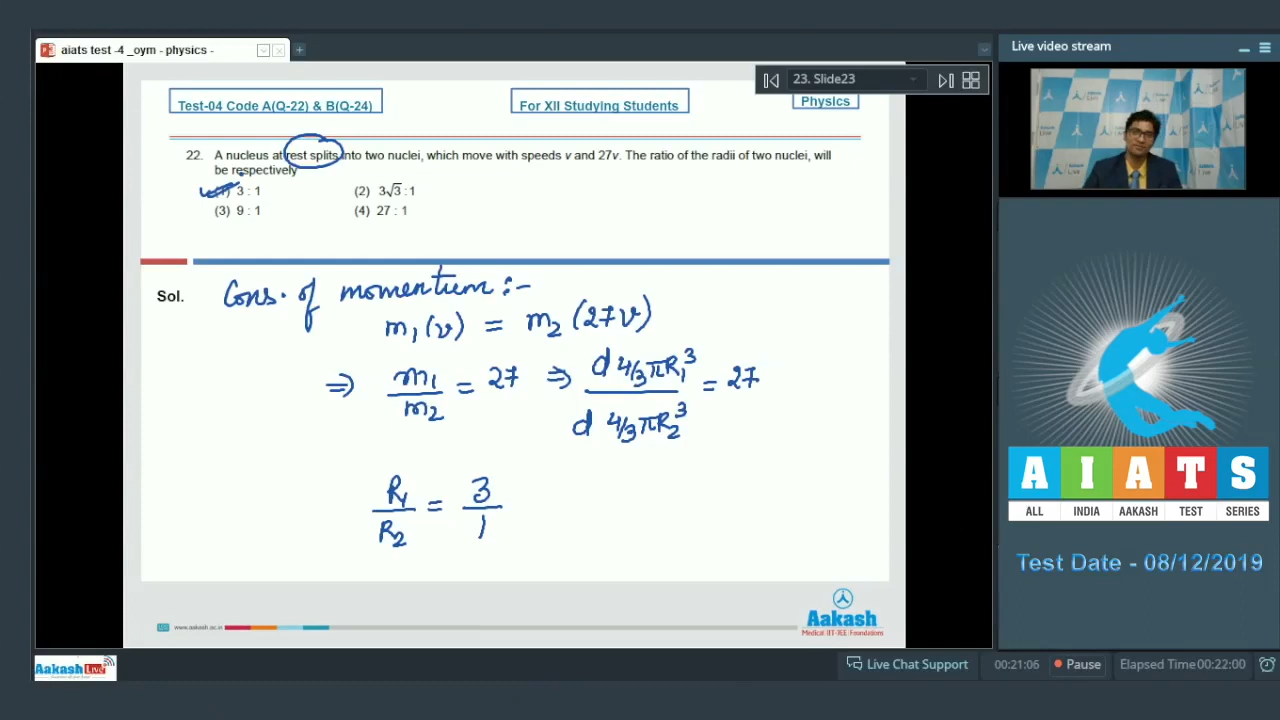 aiats test -4 _oym - physics -
Live video stream
23. Slide23
Test-04 Code A(Q-22) & B(Q-24)
For XII Studying Students
Physics
22. A nucleus at rest splits into two nuclei, which move with speeds v and 27v. The ratio of the radii of two nuclei, will
be respectively
(1) 3 : 1
(2) 3√3 : 1
(3) 9 : 1
(4) 27 : 1
Sol.
Cons. of momentum :-
m₁(v) = m₂(27v)
⇒ m₁/m₂ = 27 ⇒ d 4/3πR₁³ / d 4/3πR₂³ = 27
R₁/R₂ = 3/1
www.aakash.ac.in
Aakash
Medical|IIT-JEE|Foundations
A I A T S
ALL INDIA AAKASH TEST SERIES
Test Date - 08/12/2019
Aakash Live
Live Chat Support
00:21:06
Pause
Elapsed Time 00:22:00